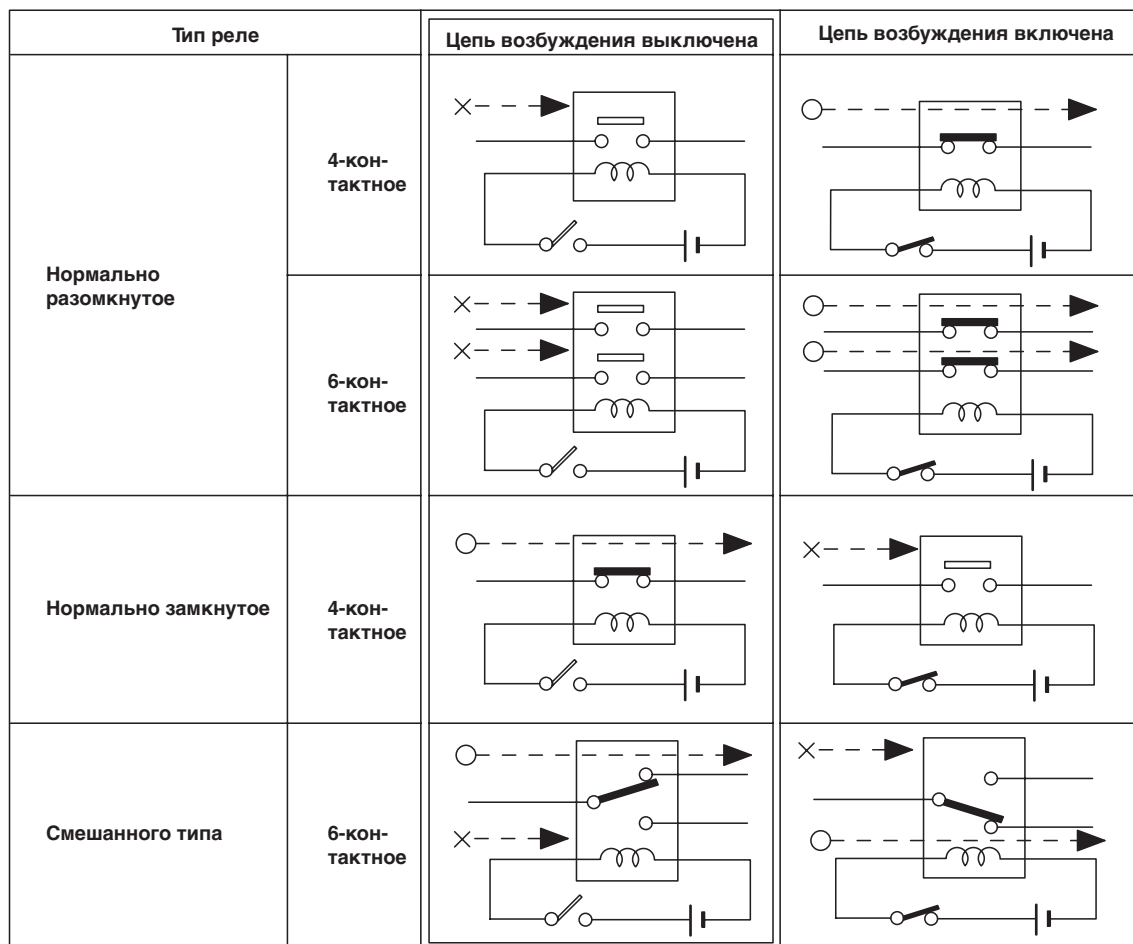 Тип реле
Цепь возбуждения выключена
Цепь возбуждения включена
Нормально
разомкнутое
4-кон-
тактное
6-кон-
тактное
Нормально замкнутое
4-кон-
тактное
Смешанного типа
6-кон-
тактное